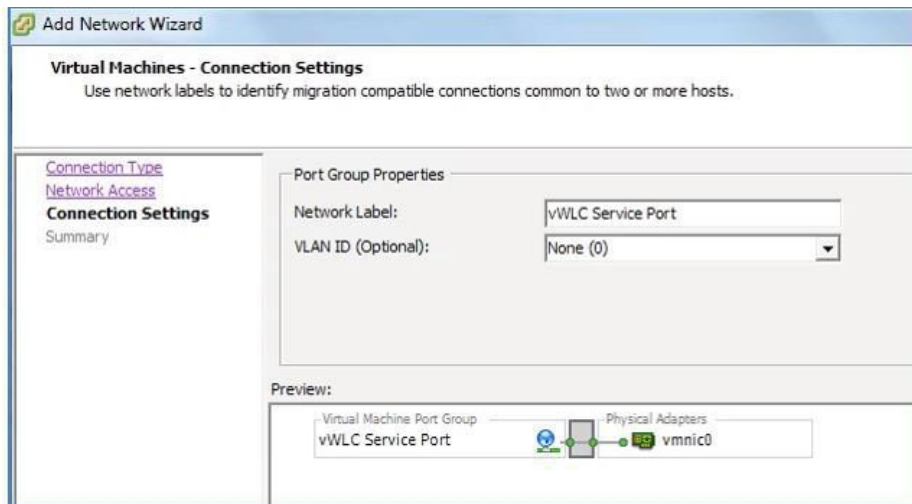 Add Network Wizard
Virtual Machines - Connection Settings
Use network labels to identify migration compatible connections common to two or more hosts.
Connection Type
Network Access
Connection Settings
Summary
Port Group Properties
Network Label:
vWLC Service Port
VLAN ID (Optional):
None (0)
Preview:
Virtual Machine Port Group
vWLC Service Port
Physical Adapters
vmnic0